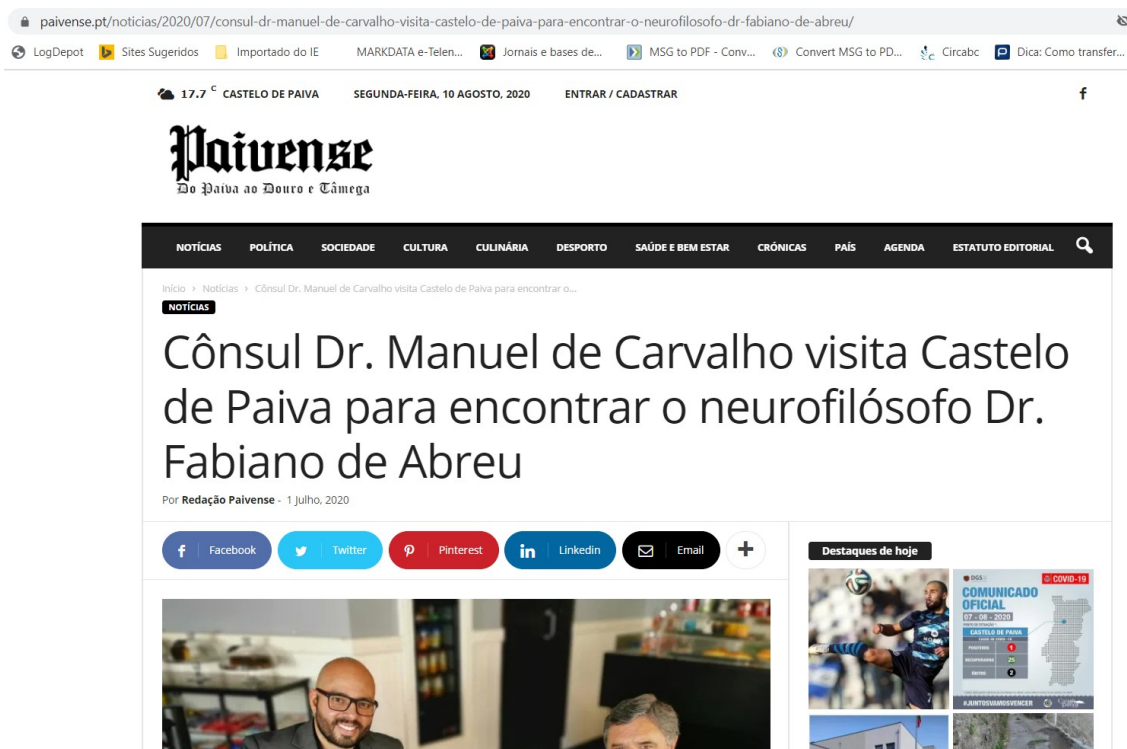 paivense.pt/noticias/2020/07/consul-dr-manuel-de-carvalho-visita-castelo-de-paiva-para-encontrar-o-neurofilosofo-dr-fabiano-de-abreu/
LogDepot Sites Sugeridos Importado do IE MARKDATA e-Telen... Jornais e bases de... MSG to PDF - Conv... Convert MSG to PD... Circabc Dica: Como transfer...
17.7 C CASTELO DE PAIVA SEGUNDA-FEIRA, 10 AGOSTO, 2020 ENTRAR / CADASTRAR
Paivense
Do Paiva ao Douro e Tâmega
NOTÍCIAS POLÍTICA SOCIEDADE CULTURA CULINÁRIA DESPORTO SAÚDE E BEM ESTAR CRÓNICAS PAÍS AGENDA ESTATUTO EDITORIAL
Início › Notícias › Cônsul Dr. Manuel de Carvalho visita Castelo de Paiva para encontrar o...
NOTÍCIAS
Cônsul Dr. Manuel de Carvalho visita Castelo
de Paiva para encontrar o neurofilósofo Dr.
Fabiano de Abreu
Por Redação Paivense - 1 Julho, 2020
Facebook Twitter Pinterest Linkedin Email
Destaques de hoje
DGS COVID-19
COMUNICADO
OFICIAL
07 - 08 - 2020
CASTELO DE PAIVA
POSITIVOS 1
RECUPERADOS 25
ÓBITOS 2
#JUNTOSVAMOSVENCER